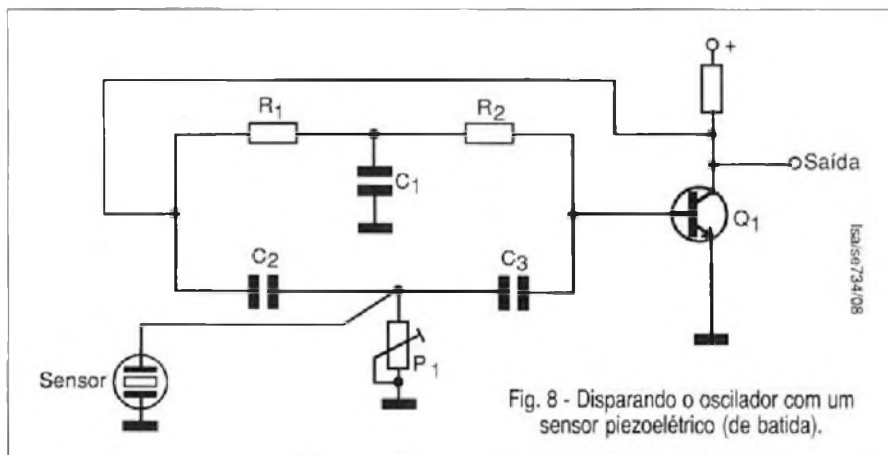 +
R1
R2
Saída
C1
Q1
C2
C3
P1
Sensor
Isa/se734/08
Fig. 8 - Disparando o oscilador com um
sensor piezoelétrico (de batida).